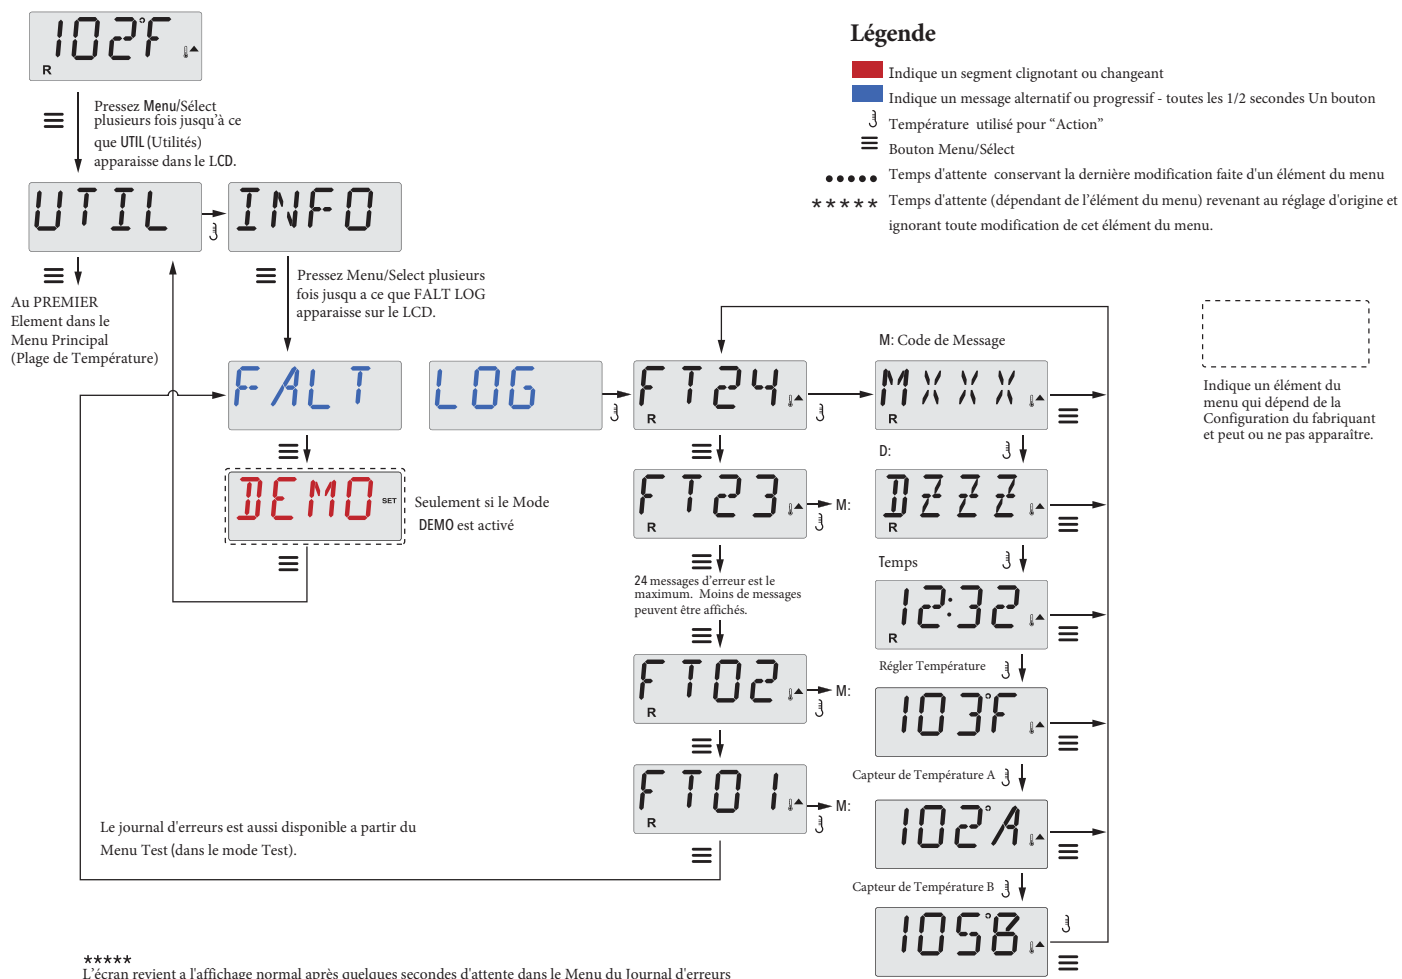 102°F
R
Pressez Menu/Sélect
plusieurs fois jusqu'à ce
que UTIL (Utilités)
apparaisse dans le LCD.
UTIL
INFO
Au PREMIER
Element dans le
Menu Principal
(Plage de Température)
Pressez Menu/Select plusieurs
fois jusqu a ce que FALT LOG
apparaisse sur le LCD.
FALT
LOG
DEMO
SET
Seulement si le Mode
DEMO est activé
FT24
R
FT23
R
M:
24 messages d'erreur est le
maximum. Moins de messages
peuvent être affichés.
FT02
R
M:
FT01
R
M:
M: Code de Message
MXXX
R
D:
DZZZ
R
Temps
12:32
R
Régler Température
103°F
Capteur de Température A
102°A
Capteur de Température B
105°B
Légende
Indique un segment clignotant ou changeant
Indique un message alternatif ou progressif - toutes les 1/2 secondes Un bouton
Température utilisé pour “Action”
Bouton Menu/Sélect
••••• Temps d'attente conservant la dernière modification faite d'un élément du menu
***** Temps d'attente (dépendant de l'élément du menu) revenant au réglage d'origine et
ignorant toute modification de cet élément du menu.
Indique un élément du
menu qui dépend de la
Configuration du fabriquant
et peut ou ne pas apparaître.
Le journal d'erreurs est aussi disponible a partir du
Menu Test (dans le mode Test).
*****
L'écran revient a l'affichage normal après quelques secondes d'attente dans le Menu du Journal d'erreurs